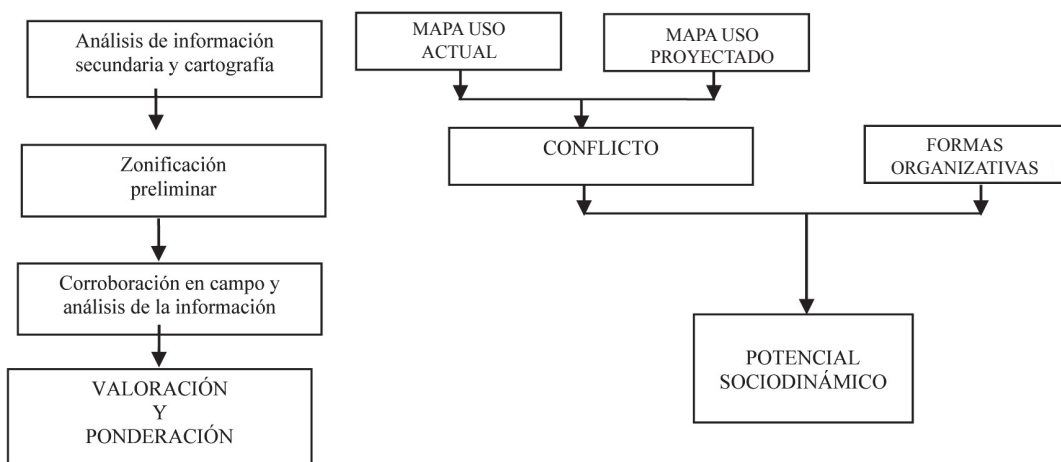 Análisis de información
secundaria y cartografía
Zonificación
preliminar
Corroboración en campo y
análisis de la información
VALORACIÓN
Y
PONDERACIÓN
MAPA USO
ACTUAL
MAPA USO
PROYECTADO
CONFLICTO
FORMAS
ORGANIZATIVAS
POTENCIAL
SOCIODINÁMICO